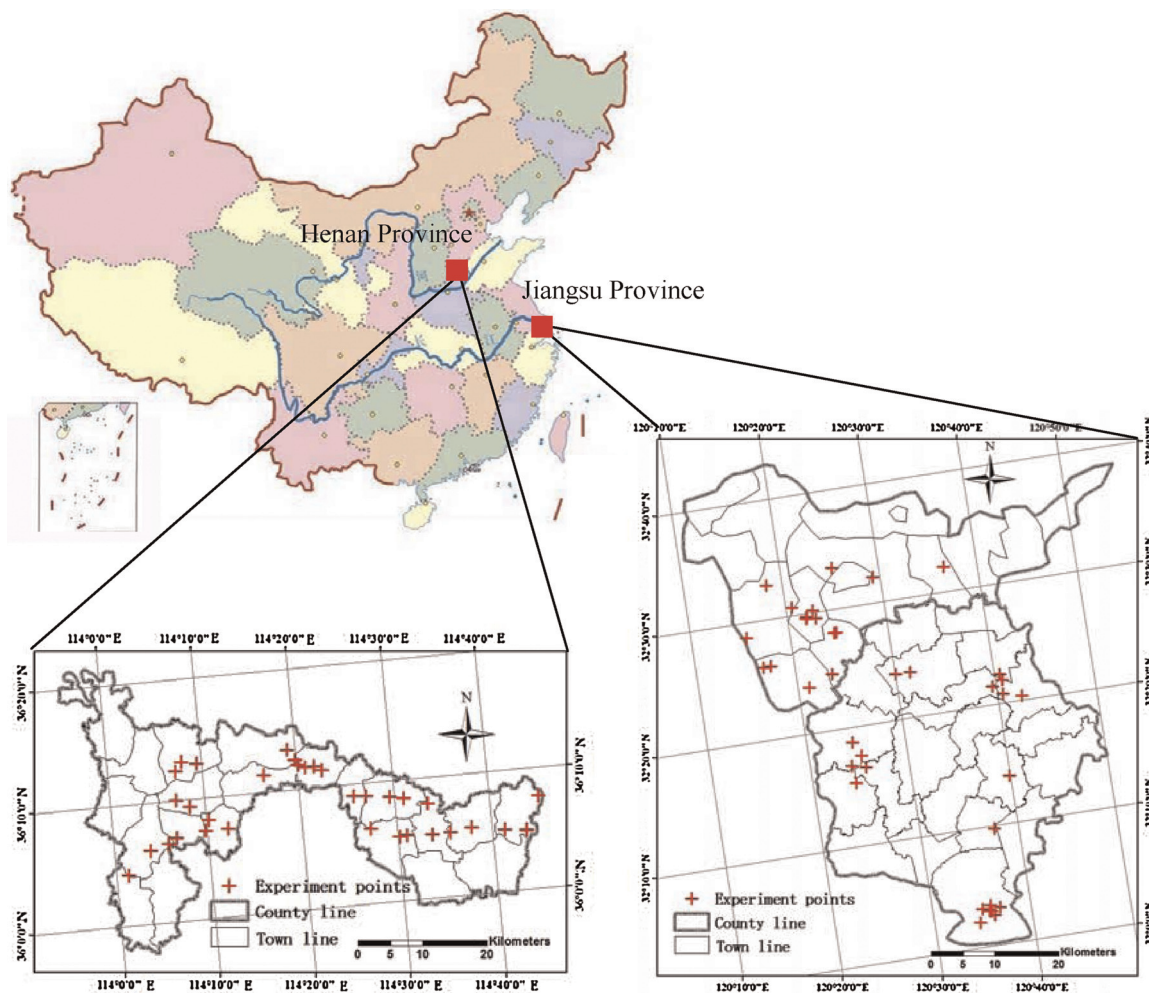 Henan Province
Jiangsu Province
120°0'0"E 120°20'0"E 120°30'0"E 120°40'0"E 120°50'0"E
N
32°40'0"N
32°30'0"N
32°20'0"N
32°10'0"N
Experiment points
County line
Town line
Kilometers
0 5 10 20
120°10'0"E 120°20'0"E 120°30'0"E 120°40'0"E
114°0'0"E 114°10'0"E 114°20'0"E 114°30'0"E 114°40'0"E
N
36°20'0"N
36°10'0"N
36°0'0"N
36°10'0"N
36°0'0"N
Experiment points
County line
Town line
Kilometers
0 5 10 20
114°0'0"E 114°10'0"E 114°20'0"E 114°30'0"E 114°40'0"E